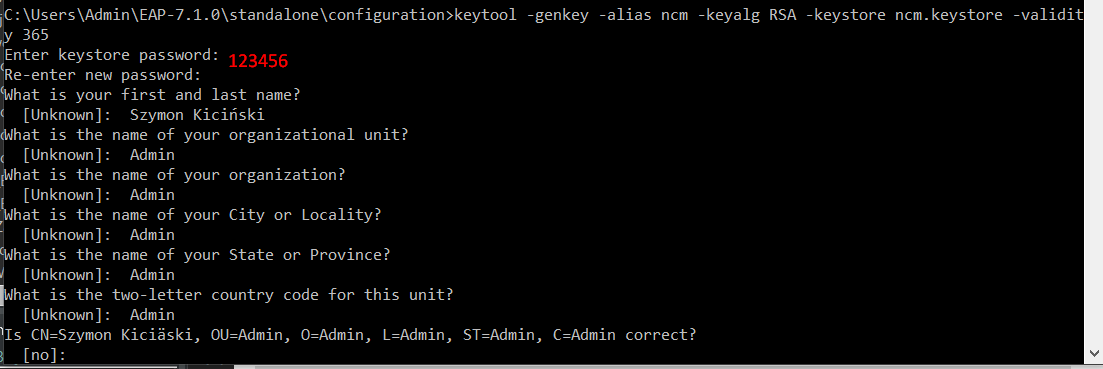 C:\Users\Admin\EAP-7.1.0\standalone\configuration>keytool -genkey -alias ncm -keyalg RSA -keystore ncm.keystore -validit
y 365
Enter keystore password: 123456
Re-enter new password:
What is your first and last name?
  [Unknown]:  Szymon Kiciński
What is the name of your organizational unit?
  [Unknown]:  Admin
What is the name of your organization?
  [Unknown]:  Admin
What is the name of your City or Locality?
  [Unknown]:  Admin
What is the name of your State or Province?
  [Unknown]:  Admin
What is the two-letter country code for this unit?
  [Unknown]:  Admin
Is CN=Szymon Kiciäski, OU=Admin, O=Admin, L=Admin, ST=Admin, C=Admin correct?
  [no]: